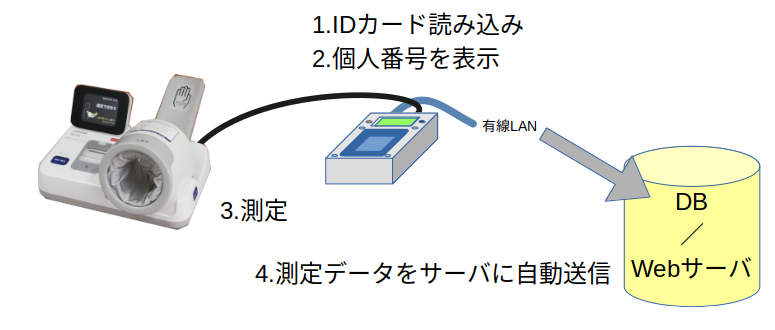 1.IDカード読み込み
2.個人番号を表示
有線LAN
3.測定
DB
／
Webサーバ
4.測定データをサーバに自動送信